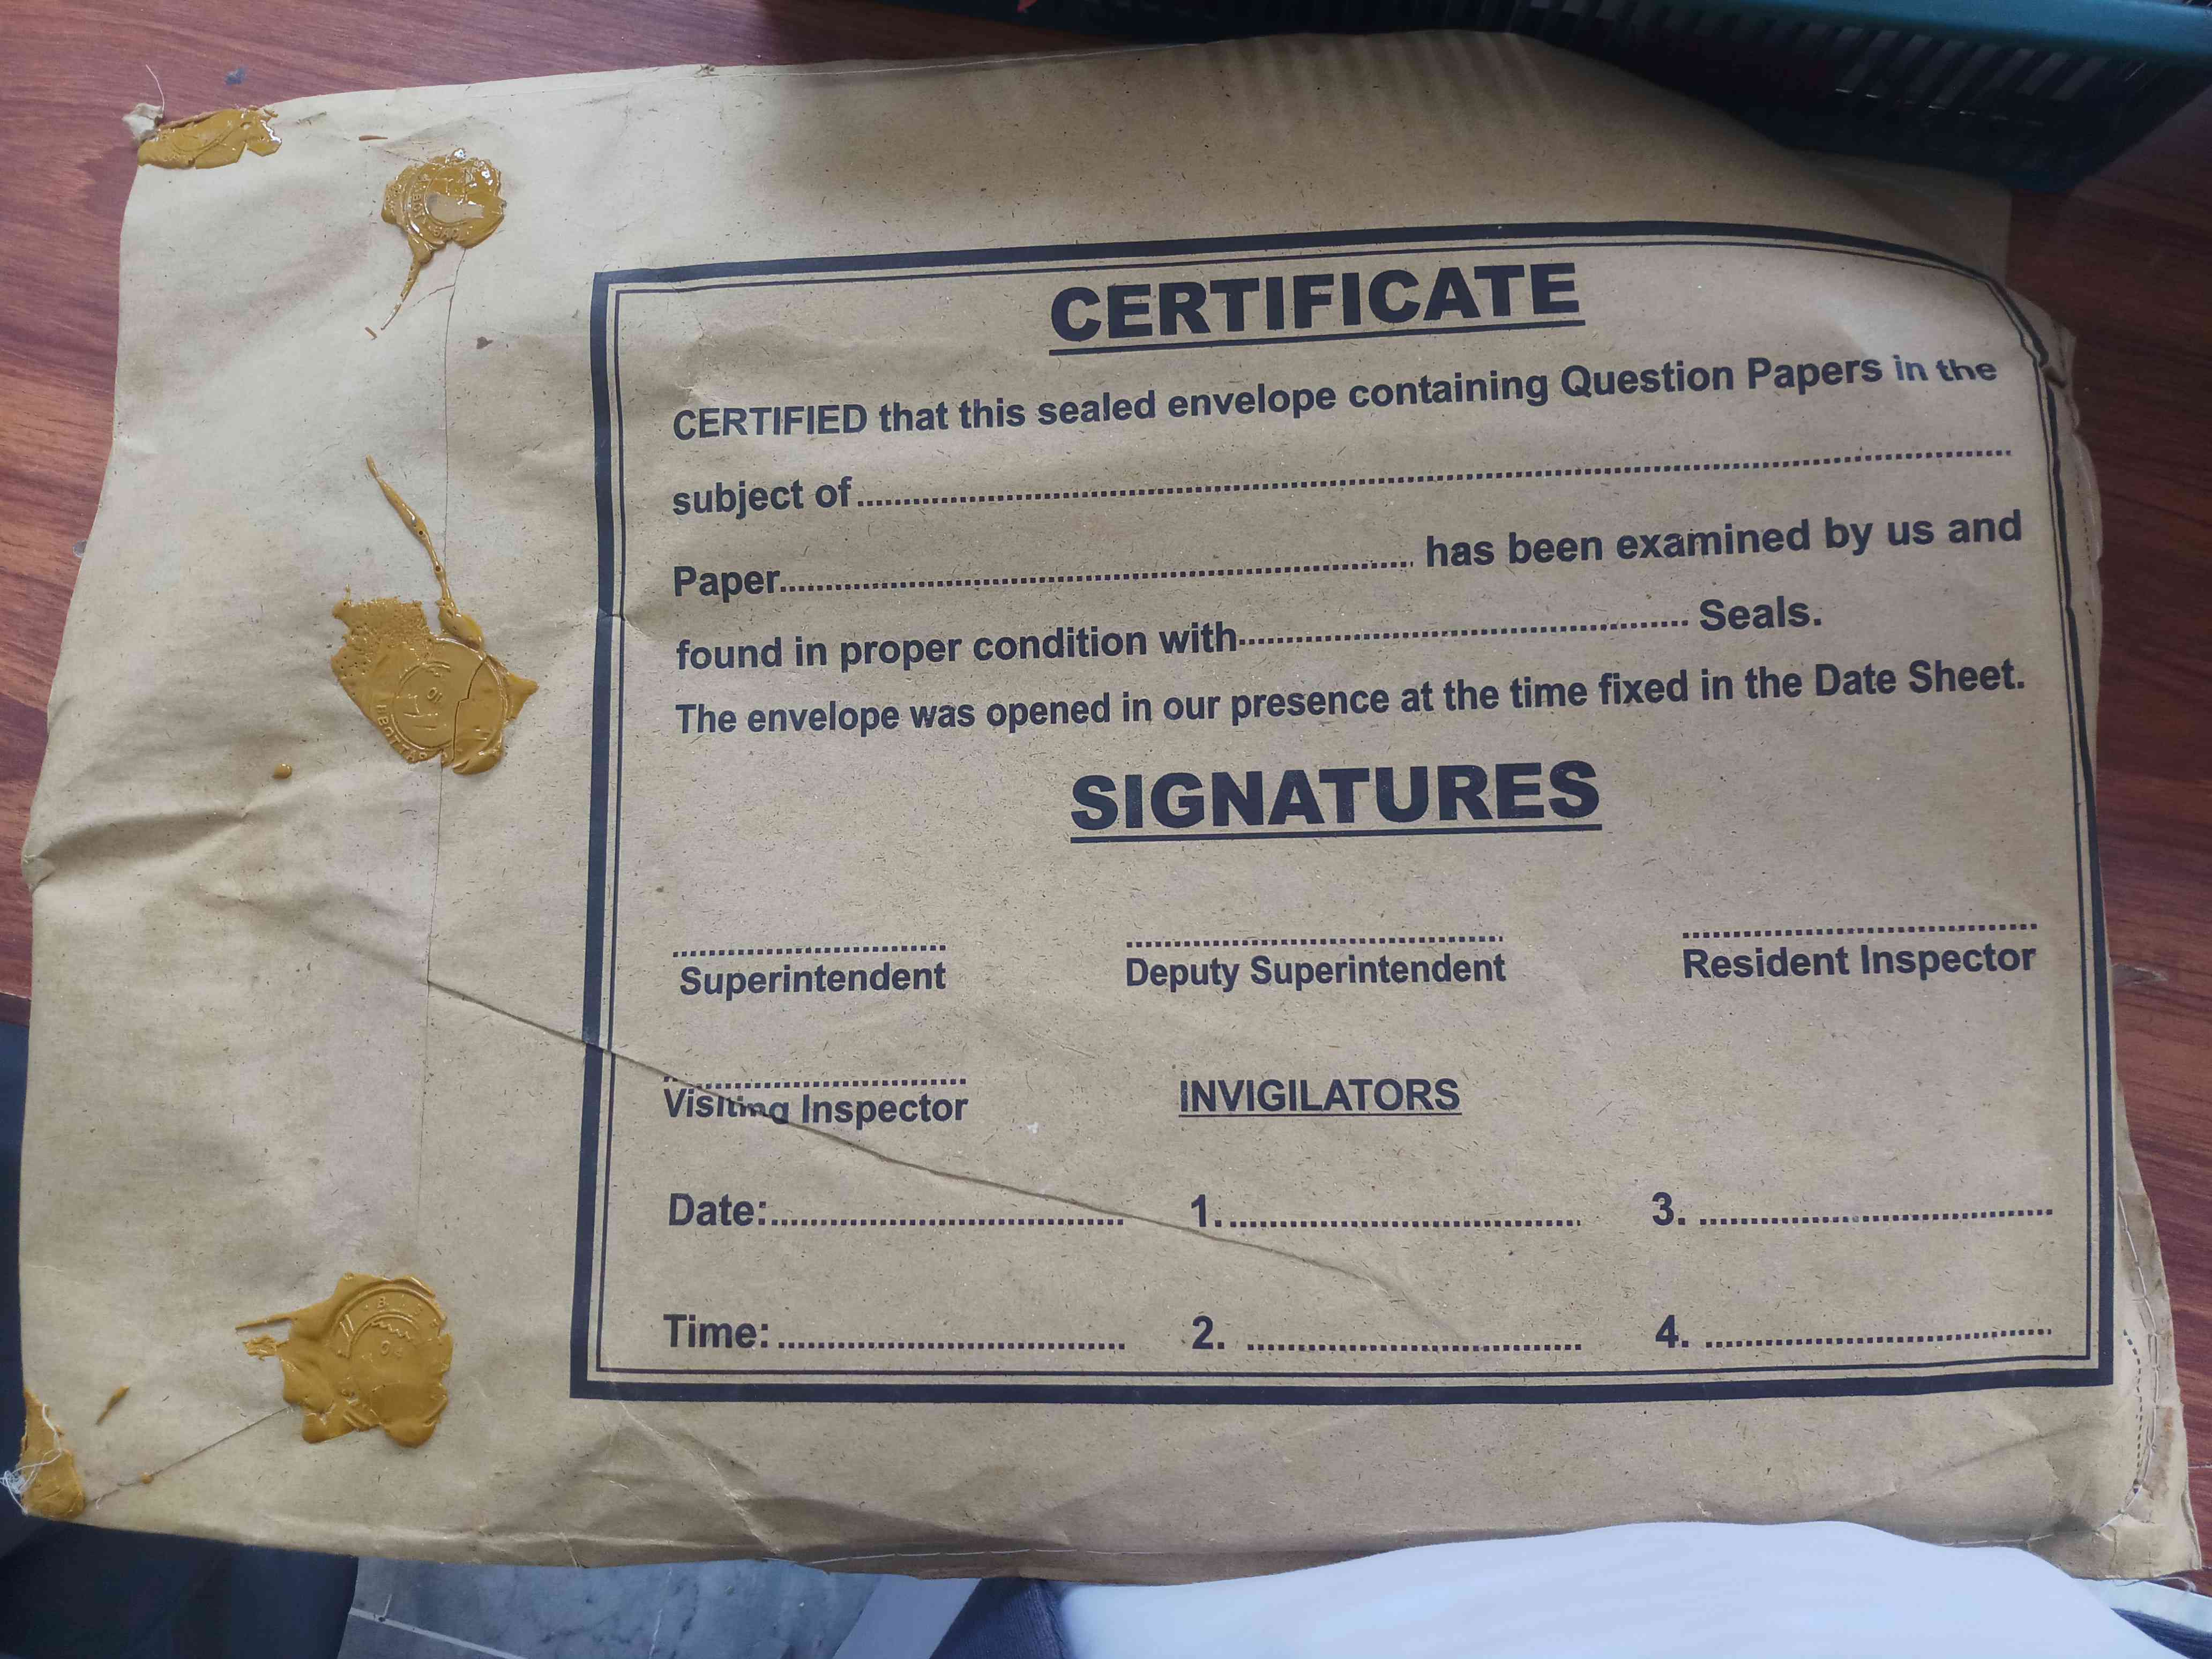 CERTIFICATE
CERTIFIED that this sealed envelope containing Question Papers in the
subject of....................
Paper.................... has been examined by us and
found in proper condition with.................... Seals.
The envelope was opened in our presence at the time fixed in the Date Sheet.
SIGNATURES
Superintendent
Deputy Superintendent
Resident Inspector
Visiting Inspector
INVIGILATORS
Date:.................... 1. .................... 3. ....................
Time: .................... 2. .................... 4. ....................